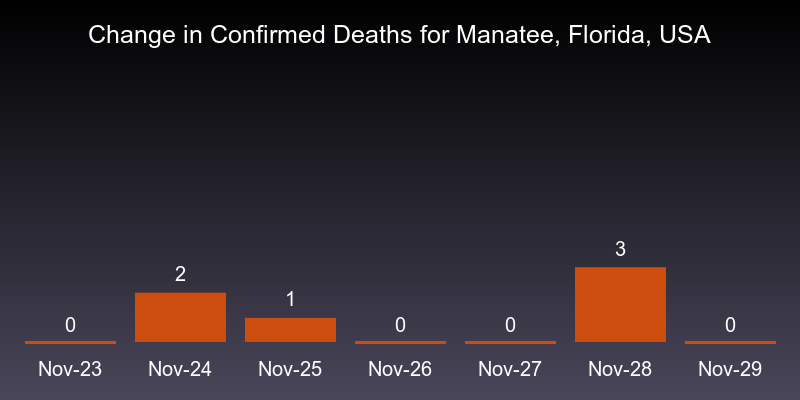 Change in Confirmed Deaths for Manatee, Florida, USA
3
2
1
0 0 0 0
Nov-23 Nov-24 Nov-25 Nov-26 Nov-27 Nov-28 Nov-29